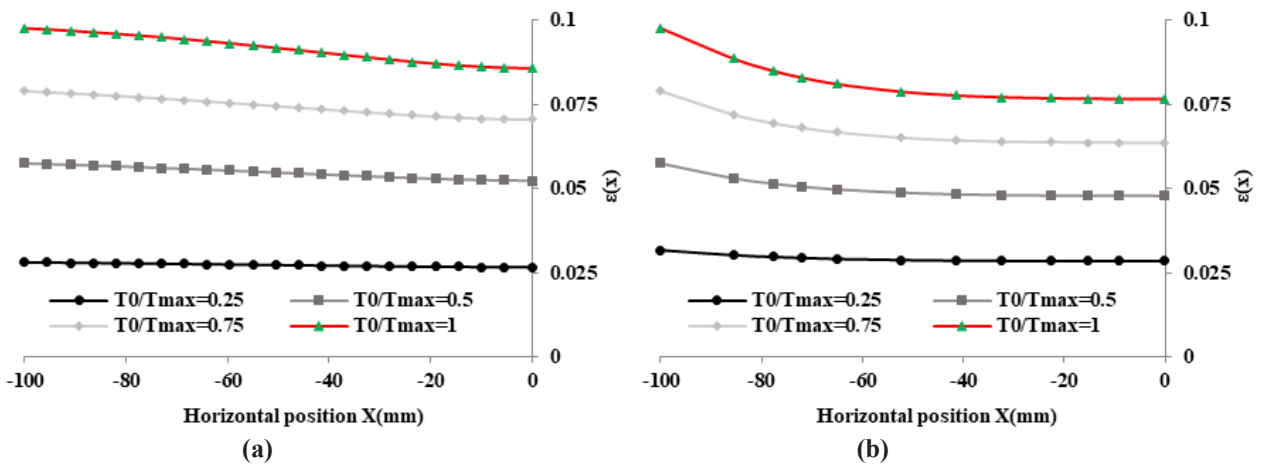 0.1
0.075
0.05
0.025
0
ε(x)
T0/Tmax=0.25
T0/Tmax=0.5
T0/Tmax=0.75
T0/Tmax=1
-100
-80
-60
-40
-20
0
Horizontal position X(mm)
(a)
0.1
0.075
0.05
0.025
0
ε(x)
T0/Tmax=0.25
T0/Tmax=0.5
T0/Tmax=0.75
T0/Tmax=1
-100
-80
-60
-40
-20
0
Horizontal position X(mm)
(b)